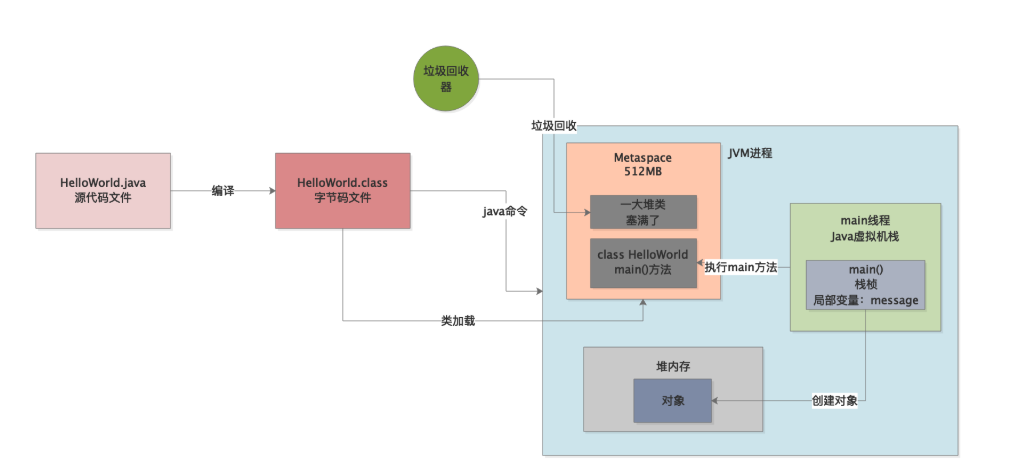 垃圾回收
器
垃圾回收
JVM进程
Metaspace
512MB
HelloWorld.java
源代码文件
编译
HelloWorld.class
字节码文件
java命令
一大堆类
塞满了
class HelloWorld
main()方法
执行main方法
main线程
Java虚拟机栈
main()
栈桢
局部变量：message
类加载
堆内存
对象
创建对象